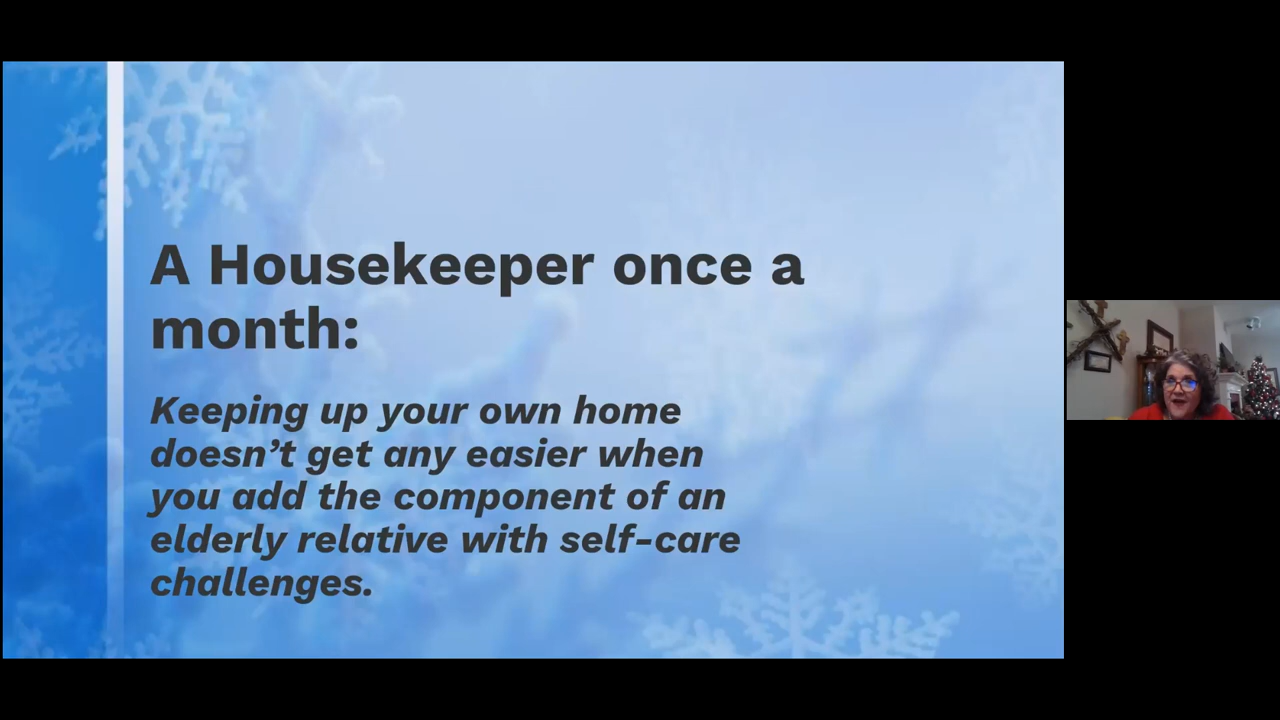 A Housekeeper once a
month:
Keeping up your own home
doesn’t get any easier when
you add the component of an
elderly relative with self-care
challenges.